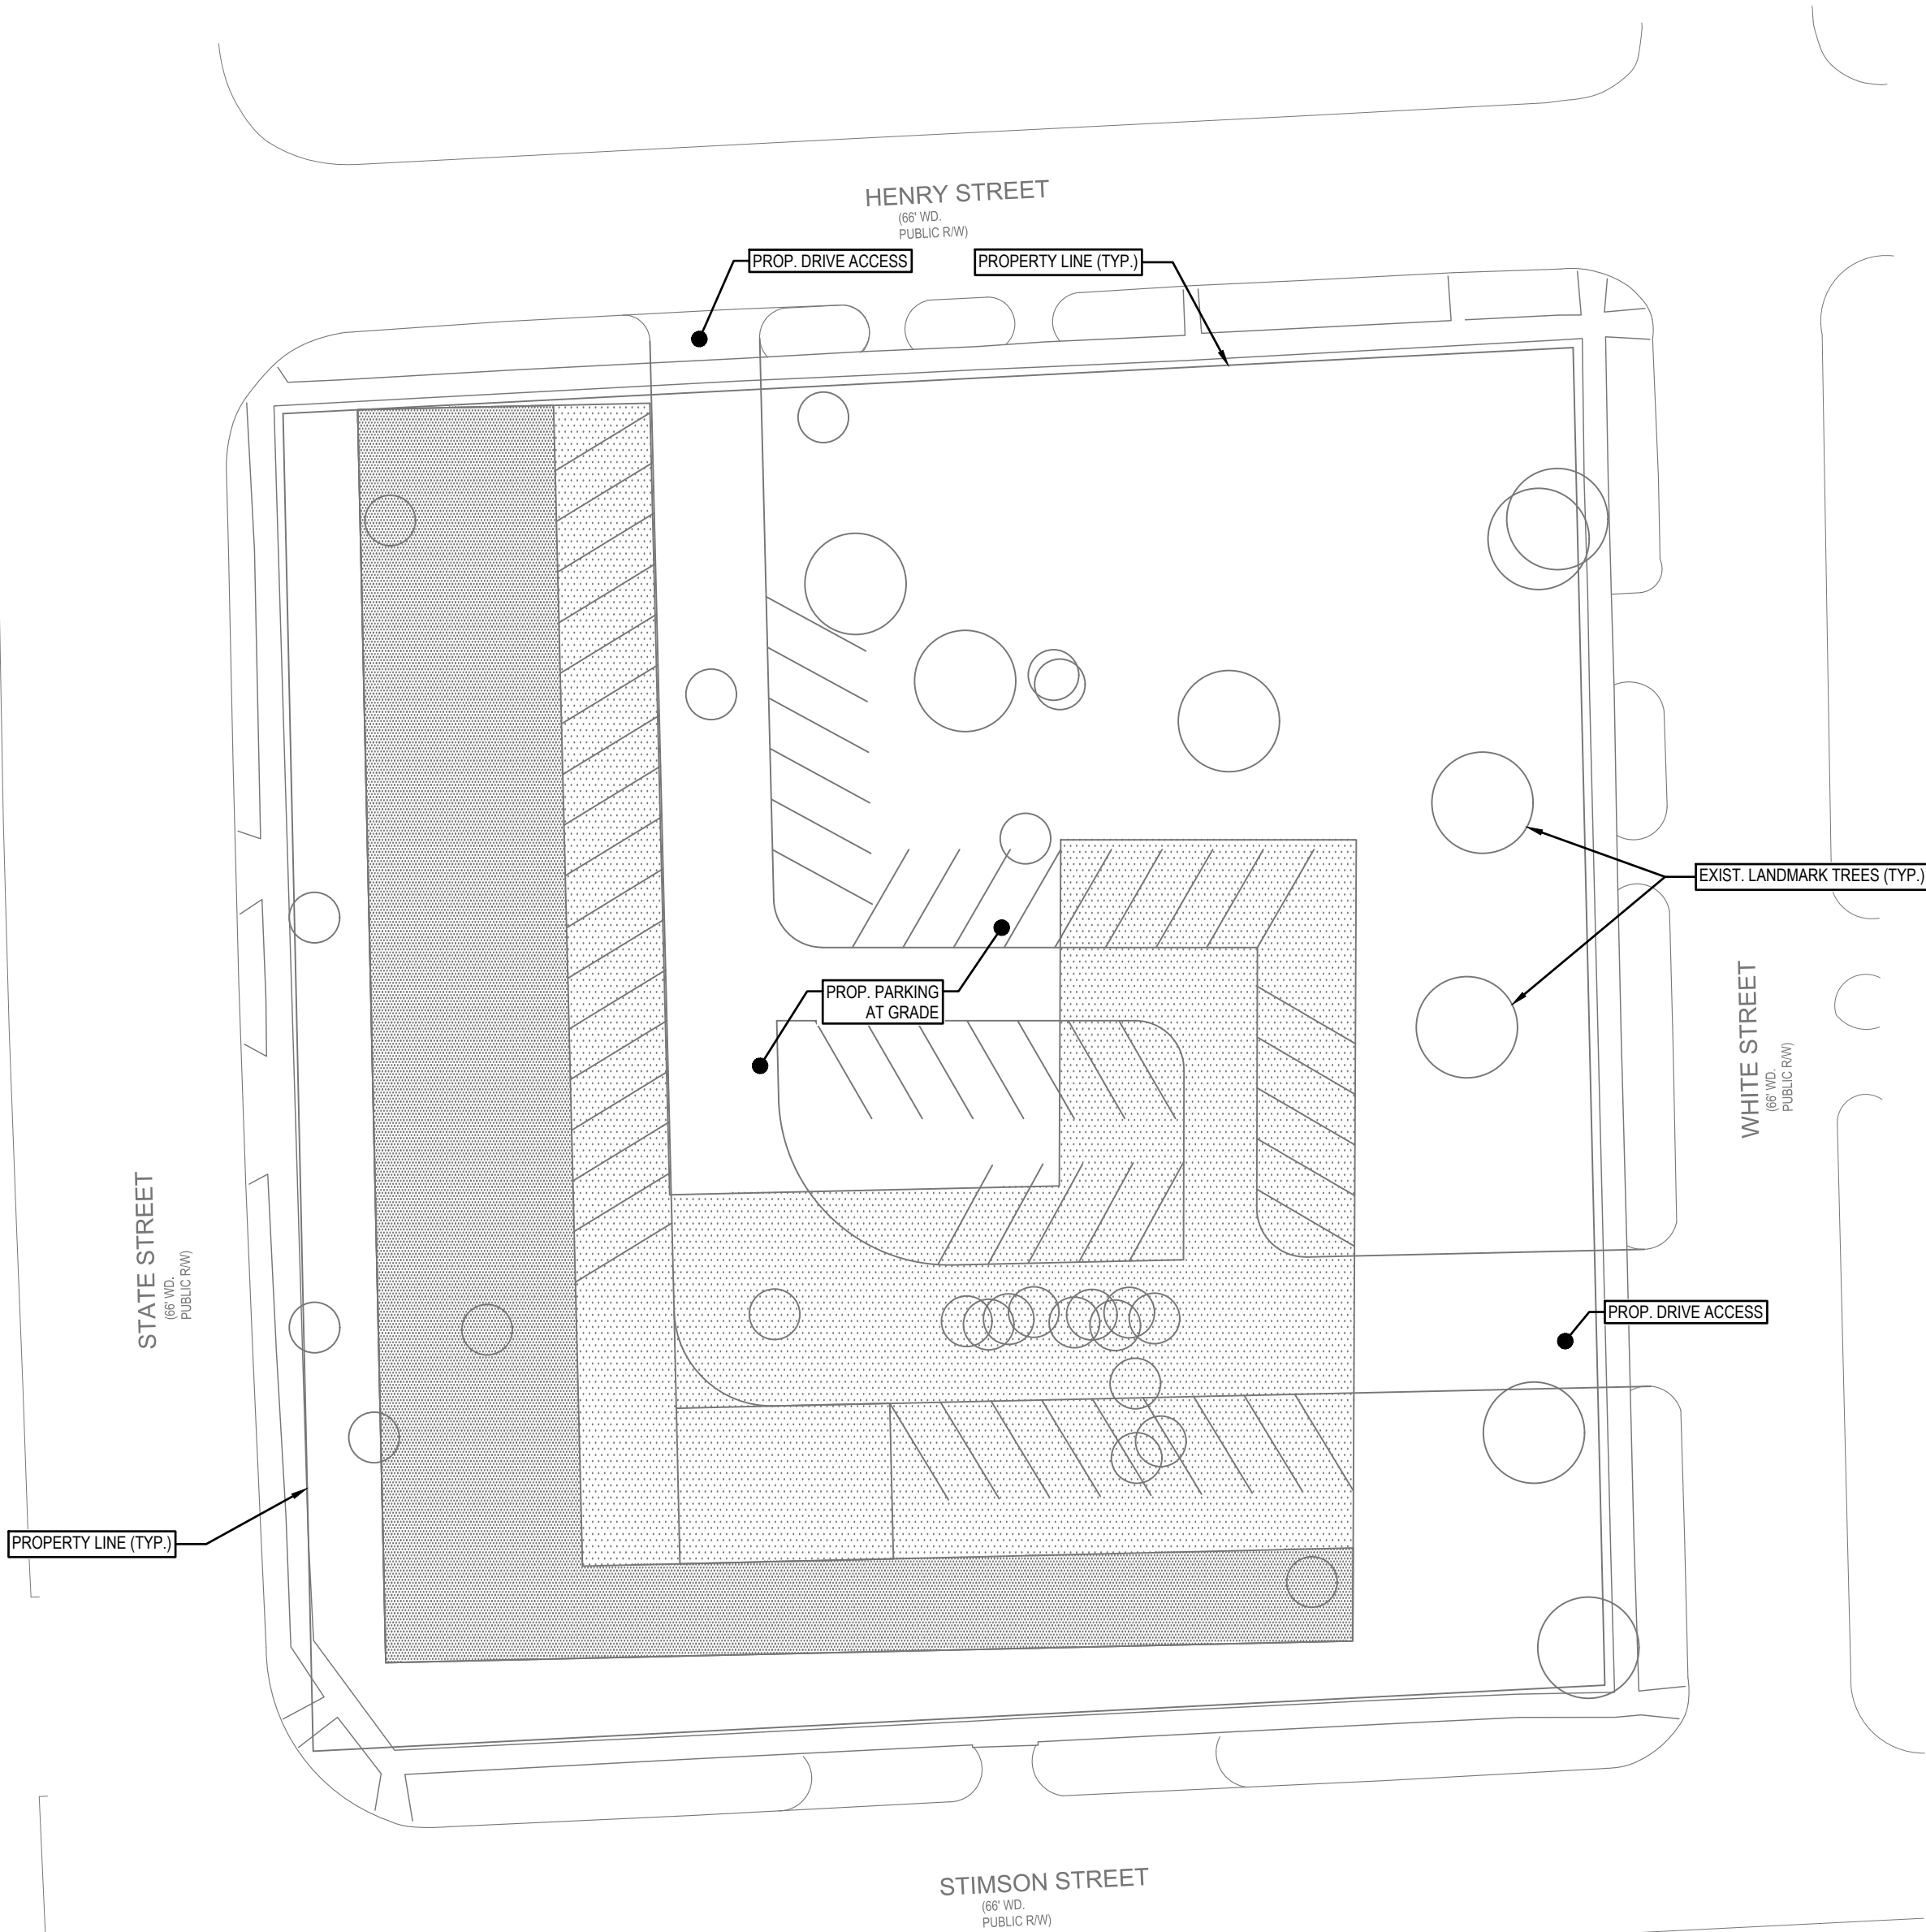 HENRY STREET
(66' WD.
PUBLIC R/W)
PROP. DRIVE ACCESS
PROPERTY LINE (TYP.)
EXIST. LANDMARK TREES (TYP.)
PROP. PARKING
AT GRADE
WHITE STREET
(66' WD.
PUBLIC R/W)
STATE STREET
(66' WD.
PUBLIC R/W)
PROP. DRIVE ACCESS
PROPERTY LINE (TYP.)
STIMSON STREET
(66' WD.
PUBLIC R/W)